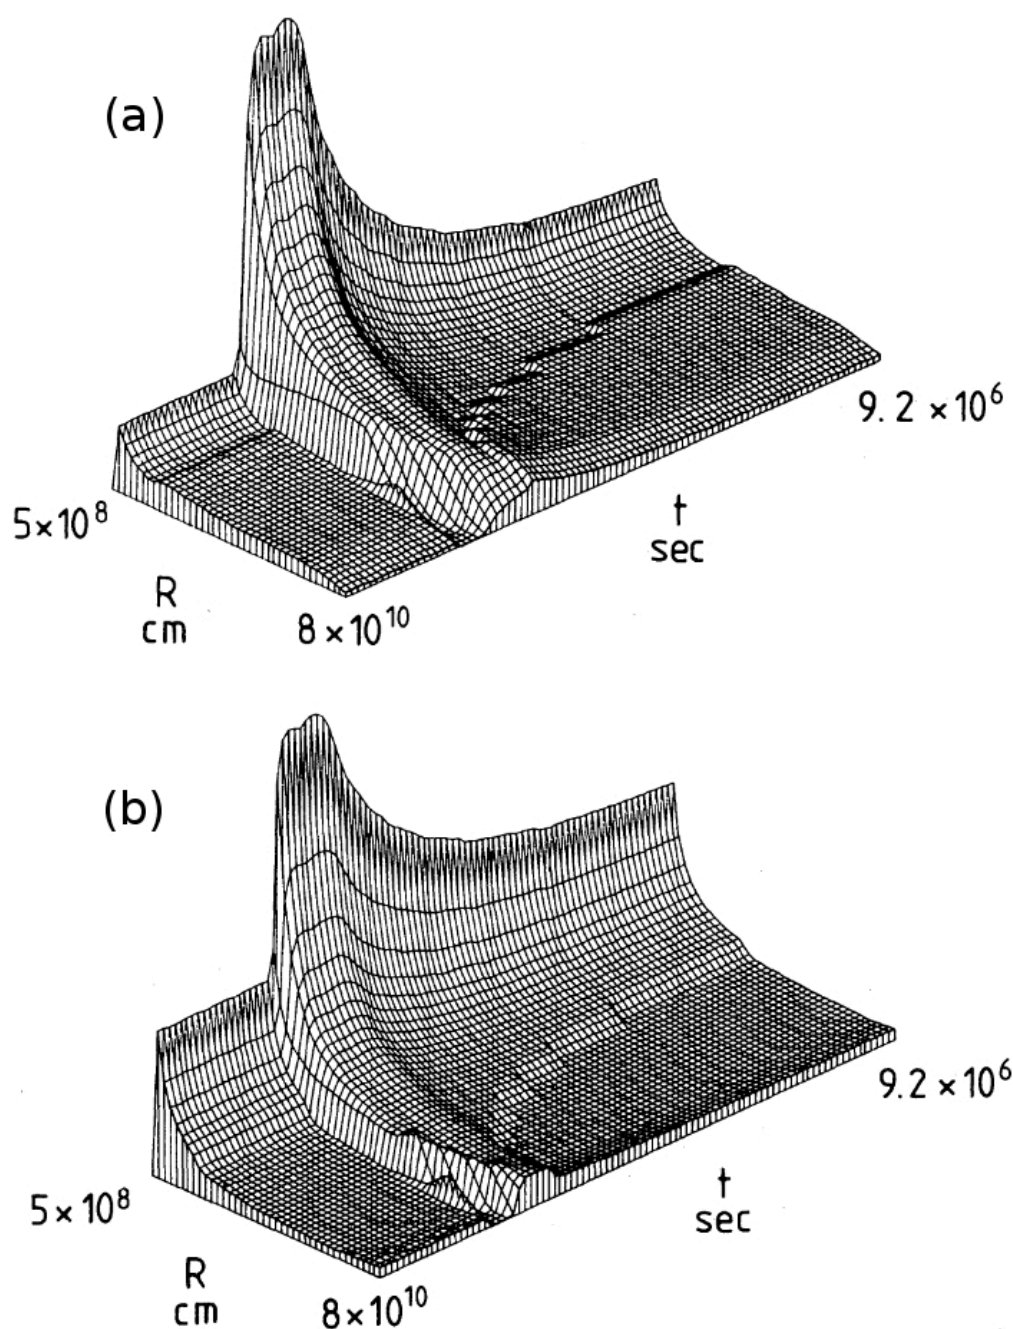 (a)
9.2 × 10⁶
5×10⁸
t
sec
R
cm
8 × 10¹⁰
(b)
9.2 × 10⁶
5×10⁸
t
sec
R
cm
8 × 10¹⁰